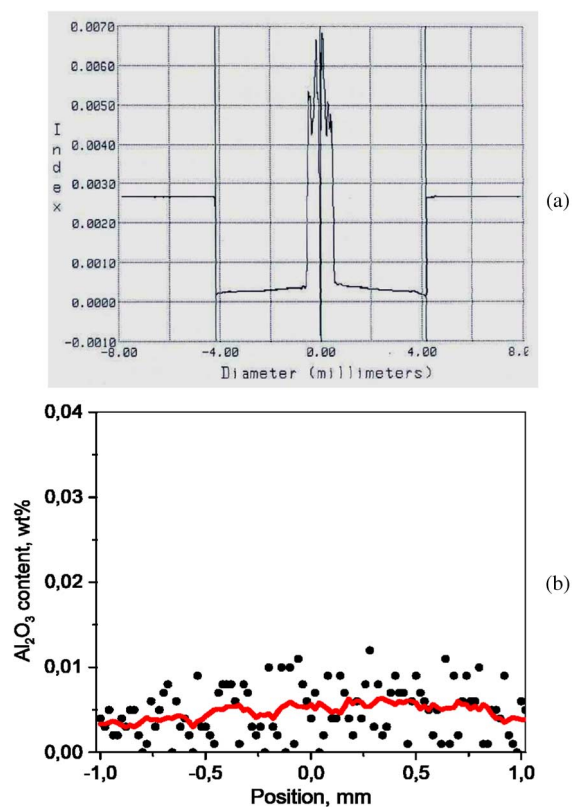 0.0070
0.0060
0.0050
0.0040
0.0030
0.0020
0.0010
0.0000
-0.0010
Index
-8.00 -4.00 0.00 4.00 8.0
Diameter (millimeters)
(a)
0,04
0,03
0,02
0,01
0,00
Al₂O₃ content, wt%
-1,0 -0,5 0,0 0,5 1,0
Position, mm
(b)